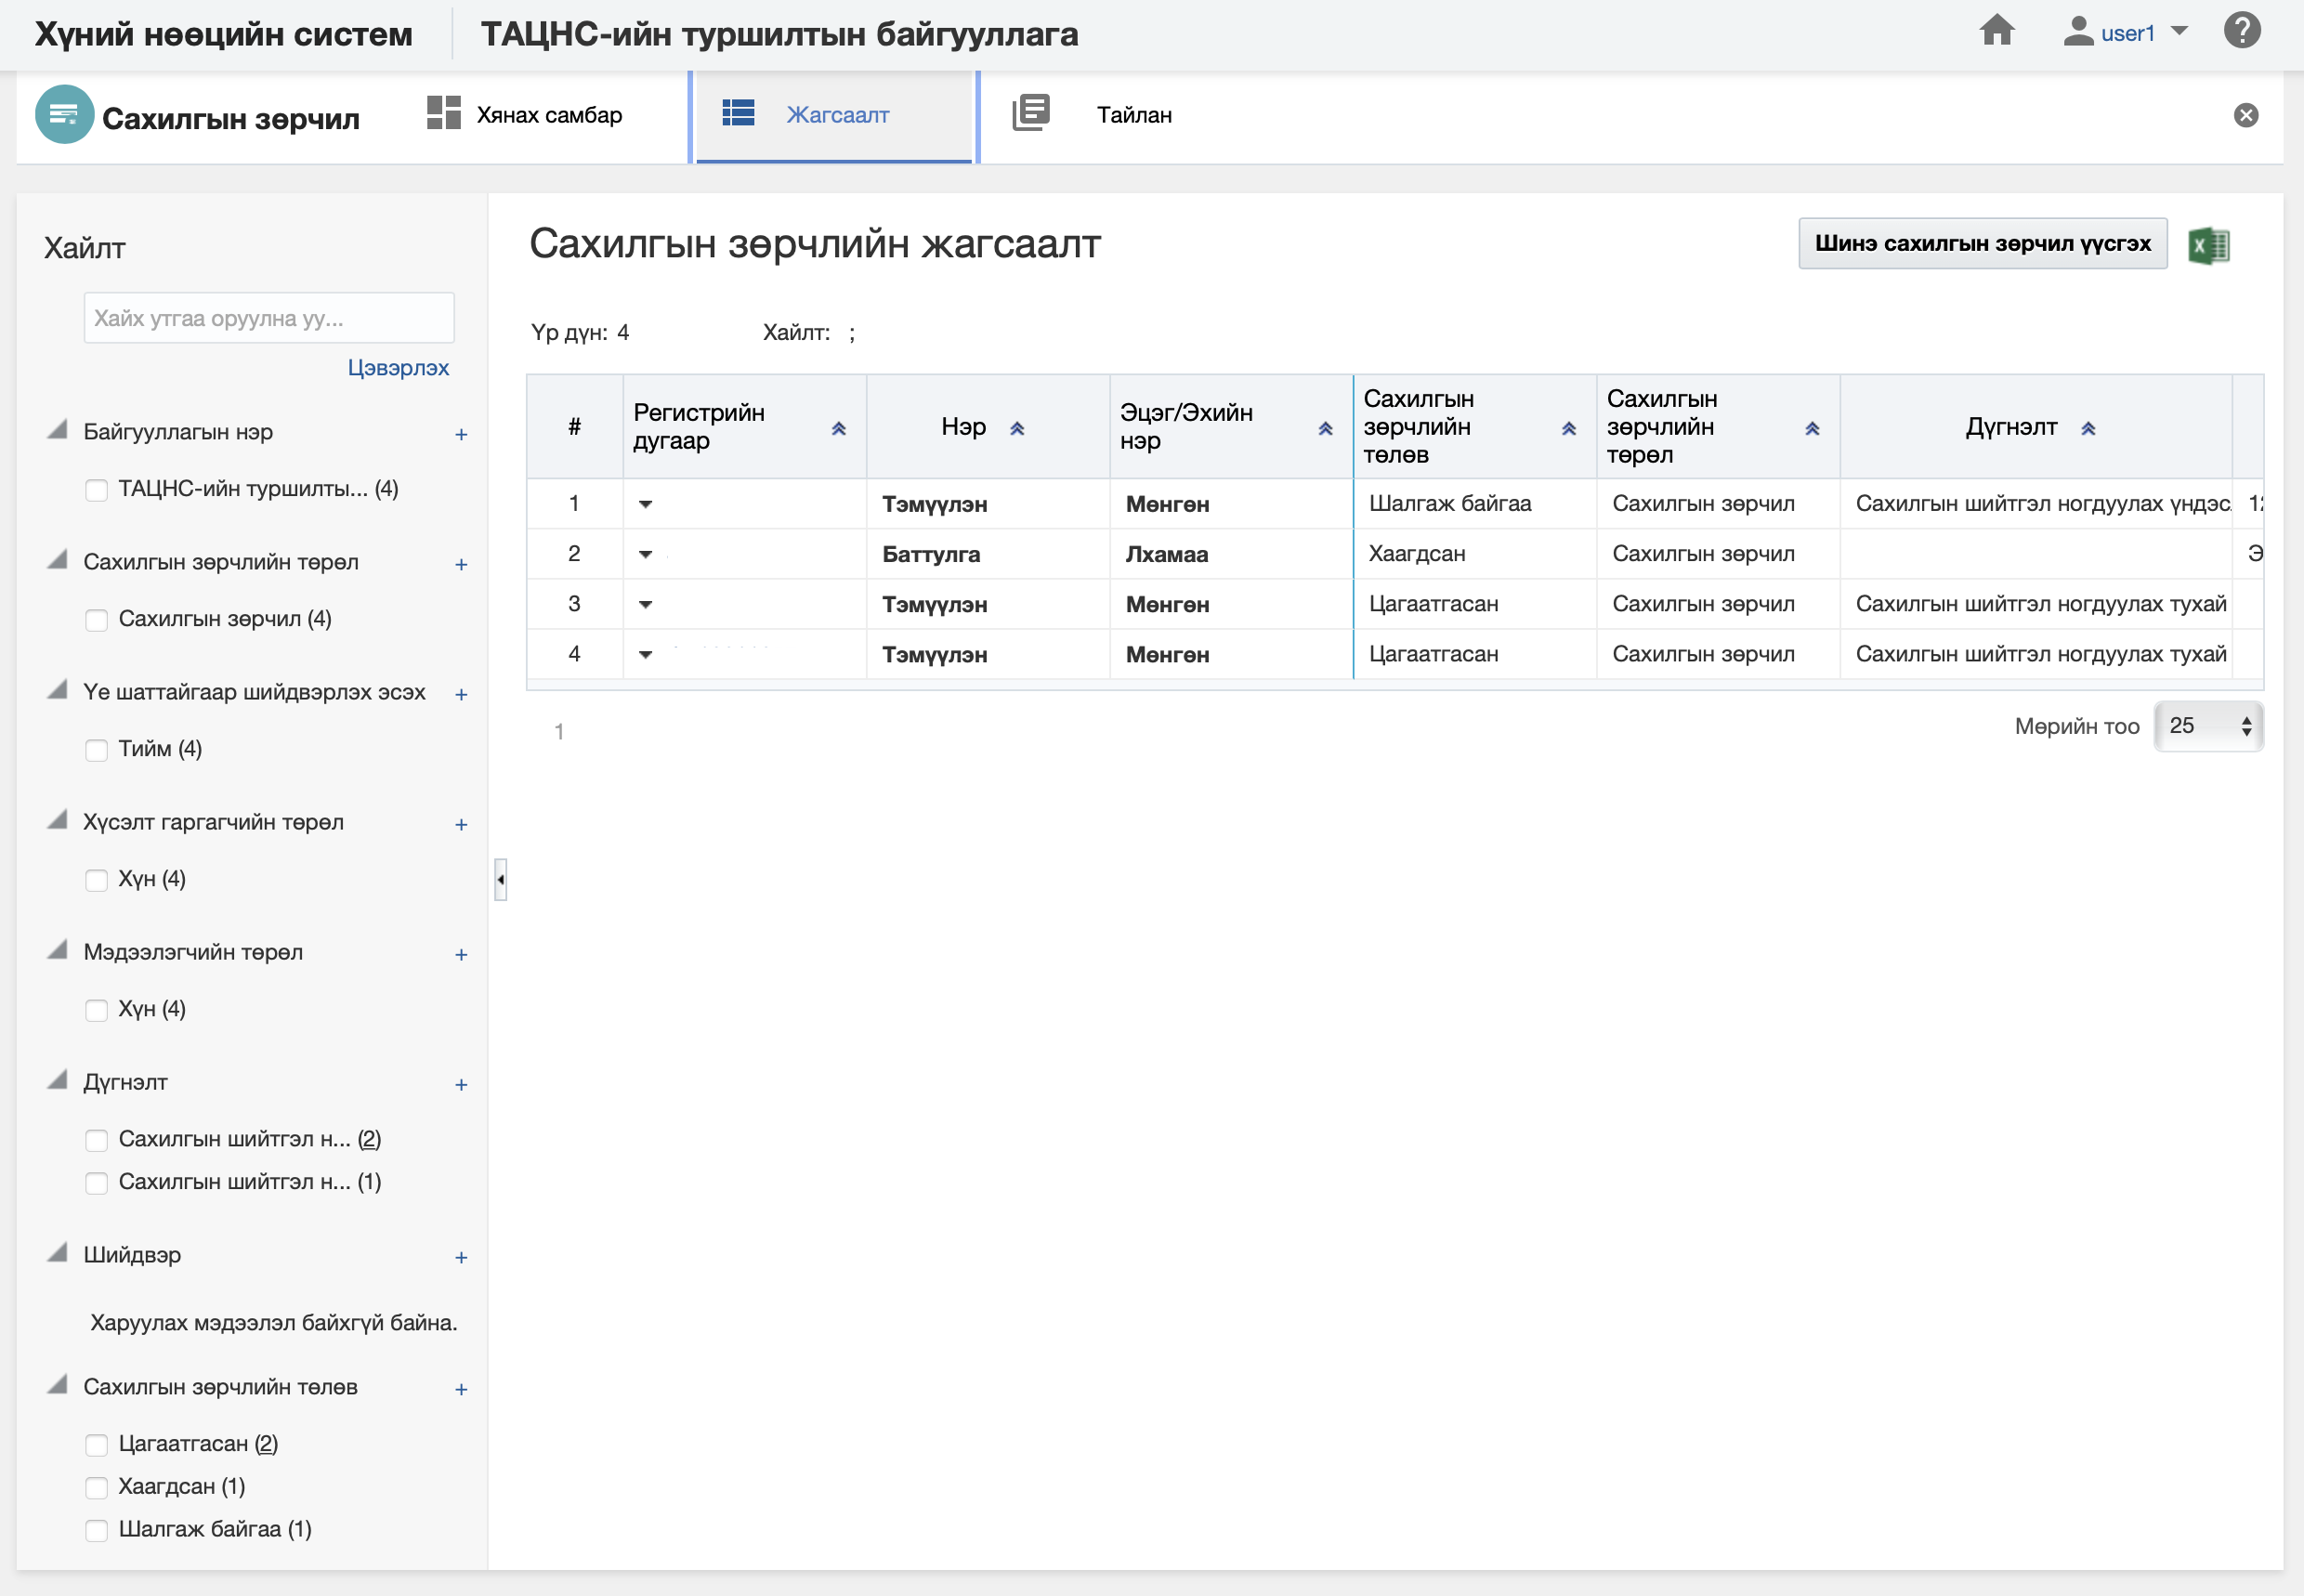 Хүний нөөцийн систем
ТАЦНС-ийн туршилтын байгууллага
user1
Сахилгын зөрчил
Хянах самбар
Жагсаалт
Тайлан
Хайлт
Хайх утгаа оруулна уу...
Цэвэрлэх
Байгууллагын нэр +
ТАЦНС-ийн туршилты... (4)
Сахилгын зөрчлийн төрөл +
Сахилгын зөрчил (4)
Үе шаттайгаар шийдвэрлэх эсэх +
Тийм (4)
Хүсэлт гаргагчийн төрөл +
Хүн (4)
Мэдээлэгчийн төрөл +
Хүн (4)
Дүгнэлт +
Сахилгын шийтгэл н... (2)
Сахилгын шийтгэл н... (1)
Шийдвэр +
Харуулах мэдээлэл байхгүй байна.
Сахилгын зөрчлийн төлөв +
Цагаатгасан (2)
Хаагдсан (1)
Шалгаж байгаа (1)
Сахилгын зөрчлийн жагсаалт
Шинэ сахилгын зөрчил үүсгэх
Үр дүн: 4 Хайлт: ;
# Регистрийн дугаар Нэр Эцэг/Эхийн нэр Сахилгын зөрчлийн төлөв Сахилгын зөрчлийн төрөл Дүгнэлт
1 Тэмүүлэн Мөнгөн Шалгаж байгаа Сахилгын зөрчил Сахилгын шийтгэл ногдуулах үндэс
2 Баттулга Лхамаа Хаагдсан Сахилгын зөрчил
3 Тэмүүлэн Мөнгөн Цагаатгасан Сахилгын зөрчил Сахилгын шийтгэл ногдуулах тухай
4 Тэмүүлэн Мөнгөн Цагаатгасан Сахилгын зөрчил Сахилгын шийтгэл ногдуулах тухай
1
Мөрийн тоо 25